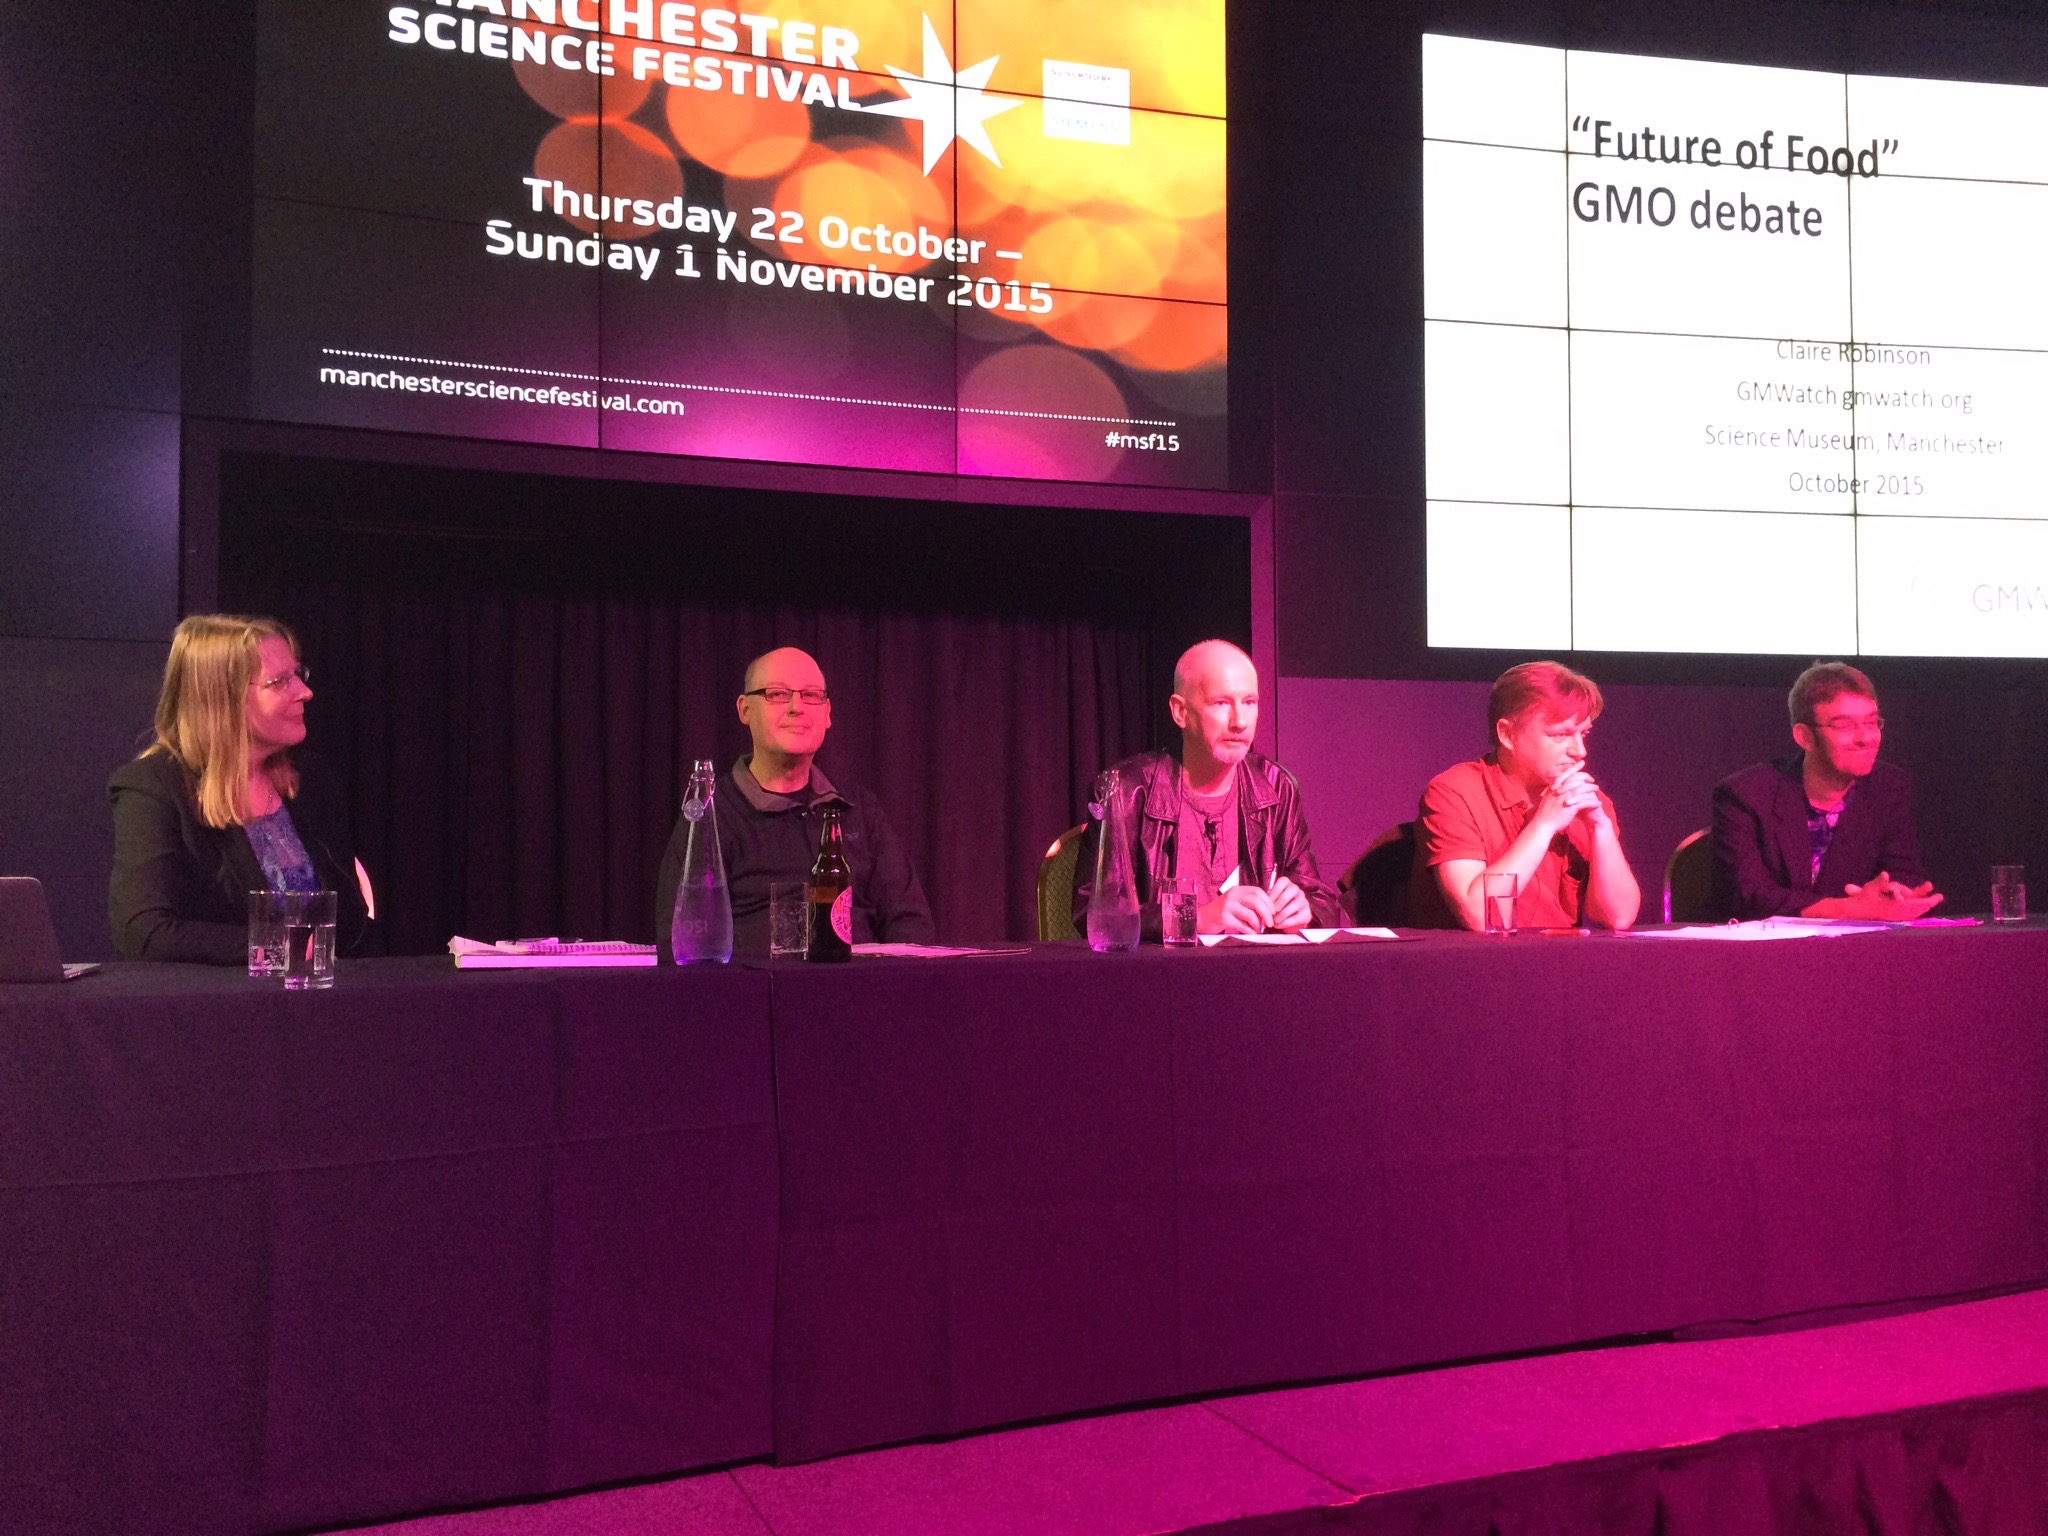 MANCHESTER
SCIENCE FESTIVAL
Thursday 22 October –
Sunday 1 November 2015
manchestersciencefestival.com
#msf15
“Future of Food”
GMO debate
Claire Robinson
GMWatch gmwatch org
Science Museum, Manchester
October 2015